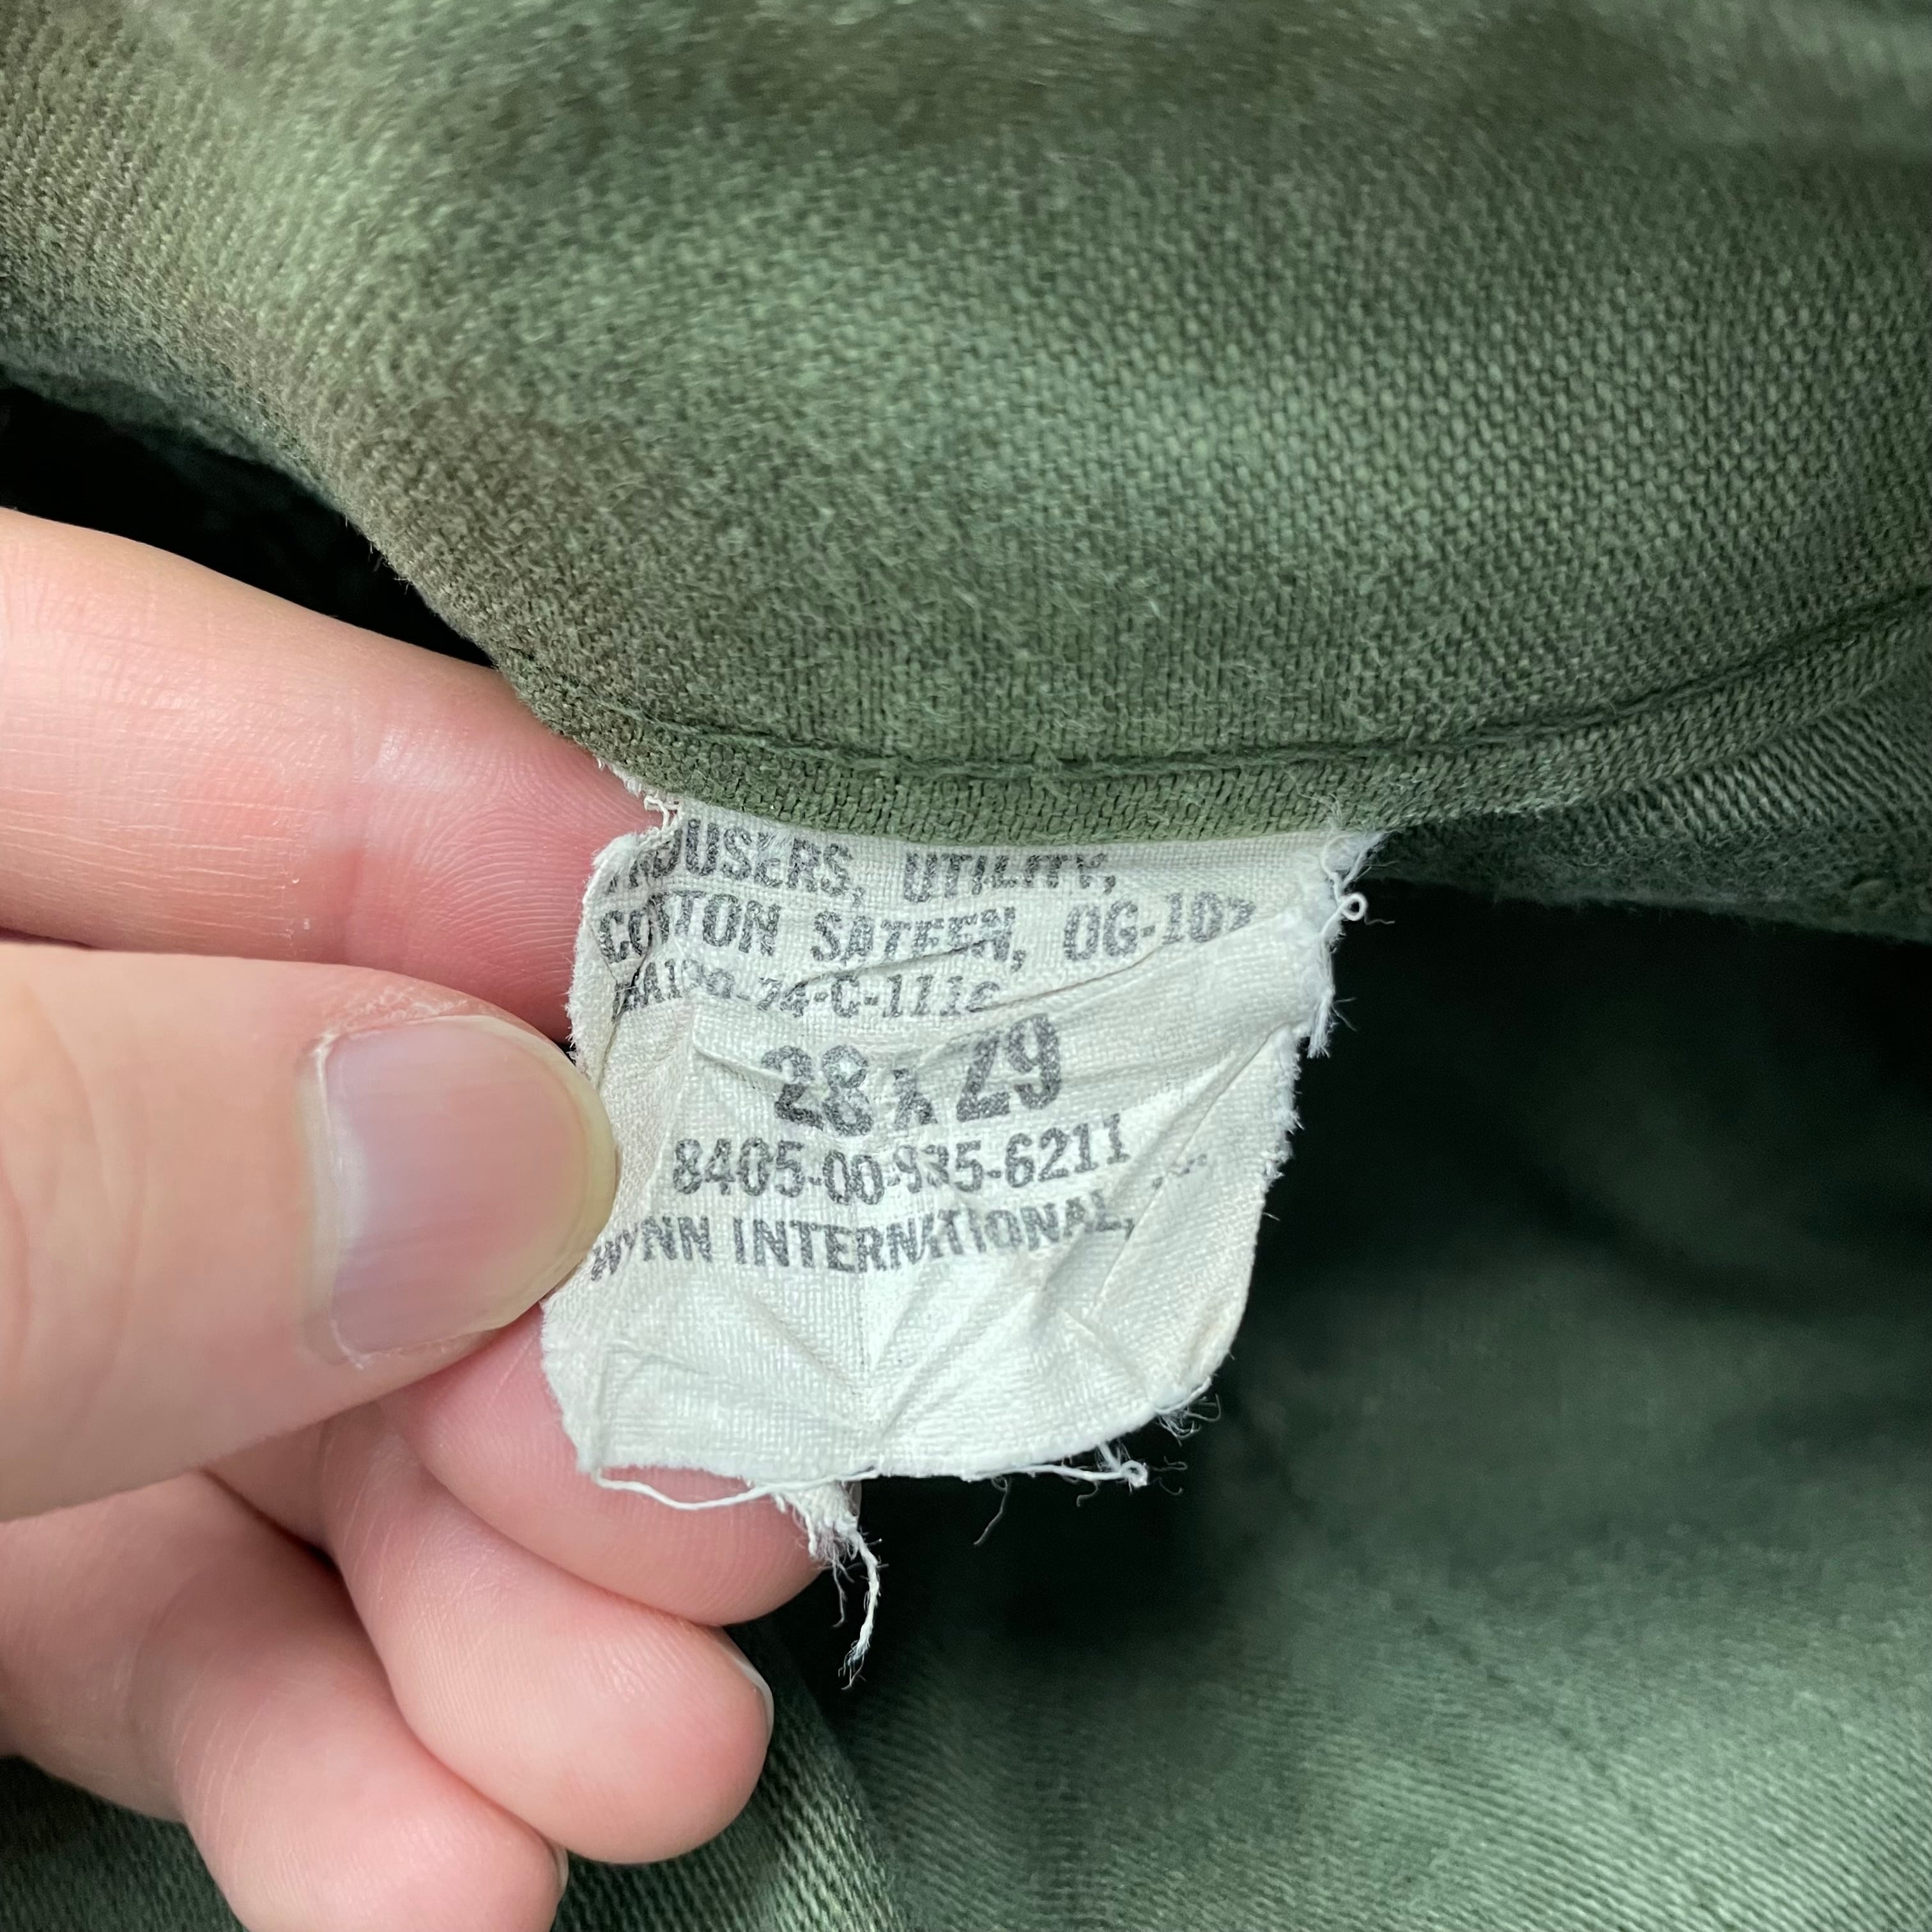 TROUSERS, UTILITY,
COTTON SATEEN, OG-107
28 X 29
8405-00-935-6211
WYNN INTERNATIONAL,